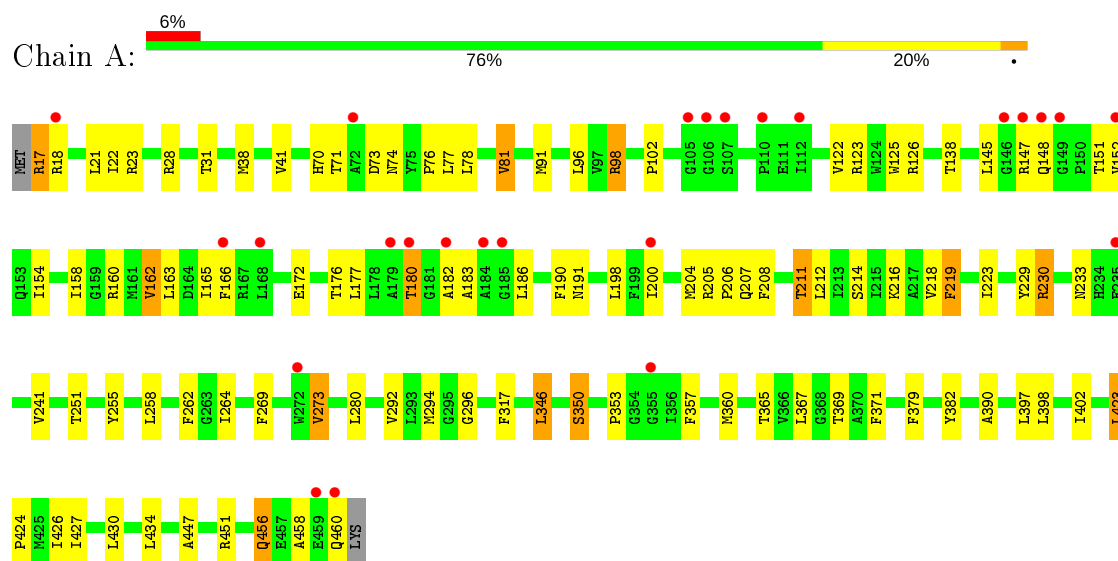 6%
Chain A:
76% 20% •
MET R17 R18 L21 I22 R23 R28 T31 M38 V41 H70 T71 A72 D73 N74 Y75 P76 L77 L78 V81 M91 L96 V97 R98 P102 G105 G106 S107 P110 E111 I112 V122 R123 W124 W125 R126 T138 L145 G146 R147 Q148 G149 P150 T151 V152
Q153 I154 I158 G159 R160 M161 V162 L163 D164 I165 F166 R167 L168 E172 T176 L177 L178 A179 T180 G181 A182 A183 A184 G185 L186 F190 N191 L198 F199 I200 M204 R205 P206 Q207 F208 T211 L212 I213 S214 I215 K216 A217 V218 F219 I223 Y229 R230 N233 H234
V241 T251 Y255 L258 F262 G263 I264 F269 W272 V273 L280 V292 L293 M294 G295 G296 F317 L346 S350 P353 G354 G355 I356 F357 M360 T365 V366 L367 G368 T369 A370 F371 F379 Y382 A390 L397 L398 I402
P424 M425 I426 I427 L430 L434 A447 R451 Q456 E457 A458 E459 Q460 LYS